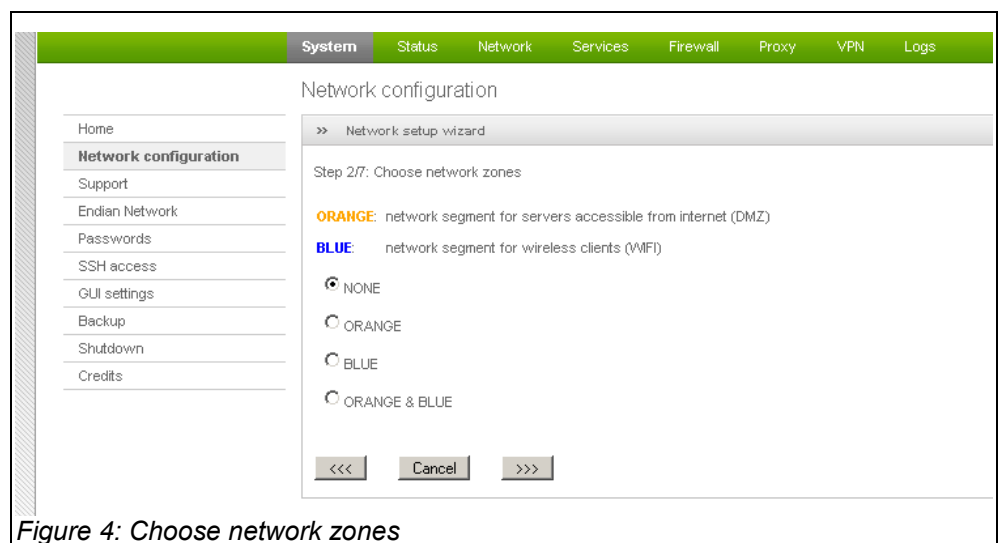 System Status Network Services Firewall Proxy VPN Logs
Network configuration
Home
Network configuration
Support
Endian Network
Passwords
SSH access
GUI settings
Backup
Shutdown
Credits
>> Network setup wizard
Step 2/7: Choose network zones
ORANGE: network segment for servers accessible from internet (DMZ)
BLUE: network segment for wireless clients (WIFI)
NONE
ORANGE
BLUE
ORANGE & BLUE
<<< Cancel >>>
Figure 4: Choose network zones